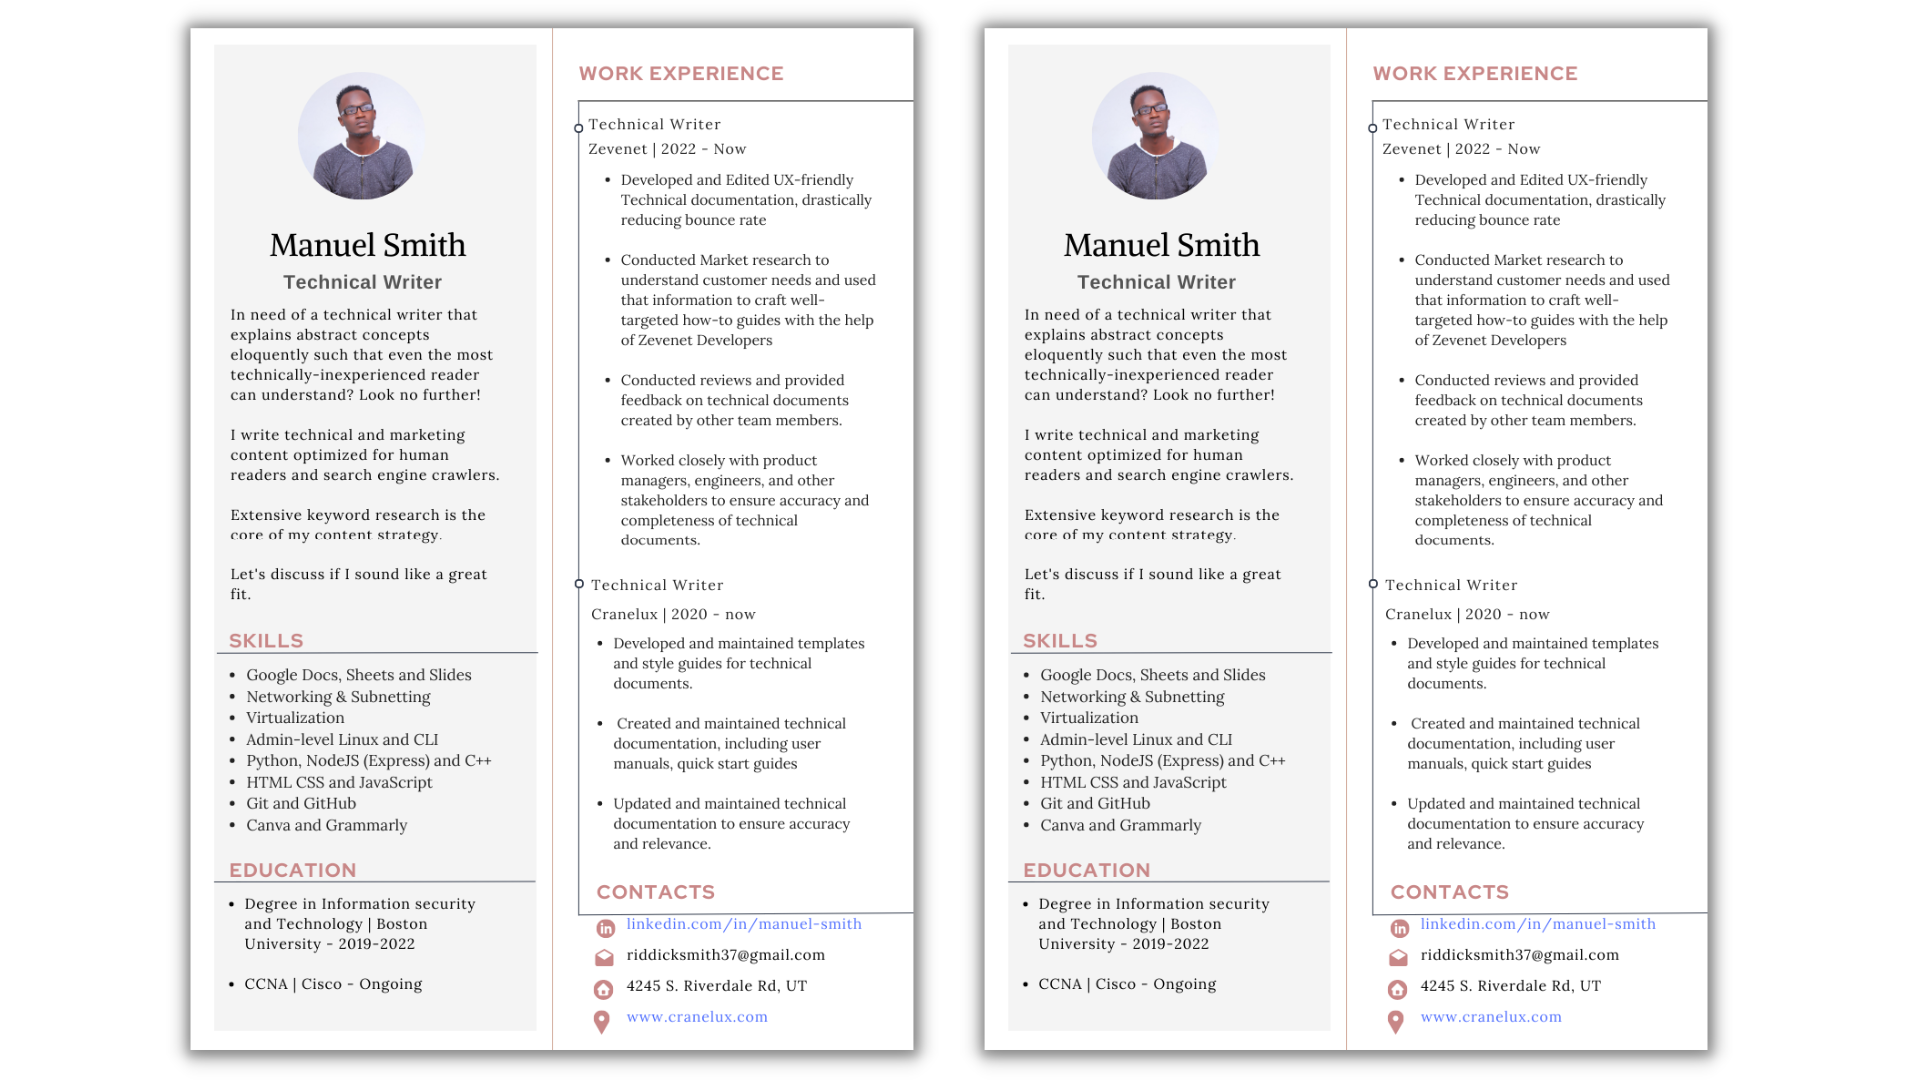 Manuel Smith
Technical Writer
In need of a technical writer that
explains abstract concepts
eloquently such that even the most
technically-inexperienced reader
can understand? Look no further!
I write technical and marketing
content optimized for human
readers and search engine crawlers.
Extensive keyword research is the
core of my content strategy.
Let's discuss if I sound like a great
fit.
SKILLS
• Google Docs, Sheets and Slides
• Networking & Subnetting
• Virtualization
• Admin-level Linux and CLI
• Python, NodeJS (Express) and C++
• HTML CSS and JavaScript
• Git and GitHub
• Canva and Grammarly
EDUCATION
• Degree in Information security
and Technology | Boston
University - 2019-2022
• CCNA | Cisco - Ongoing
WORK EXPERIENCE
Technical Writer
Zevenet | 2022 - Now
• Developed and Edited UX-friendly
Technical documentation, drastically
reducing bounce rate
• Conducted Market research to
understand customer needs and used
that information to craft well-
targeted how-to guides with the help
of Zevenet Developers
• Conducted reviews and provided
feedback on technical documents
created by other team members.
• Worked closely with product
managers, engineers, and other
stakeholders to ensure accuracy and
completeness of technical
documents.
Technical Writer
Cranelux | 2020 - now
• Developed and maintained templates
and style guides for technical
documents.
• Created and maintained technical
documentation, including user
manuals, quick start guides
• Updated and maintained technical
documentation to ensure accuracy
and relevance.
CONTACTS
in linkedin.com/in/manuel-smith
riddicksmith37@gmail.com
4245 S. Riverdale Rd, UT
www.cranelux.com
Manuel Smith
Technical Writer
In need of a technical writer that
explains abstract concepts
eloquently such that even the most
technically-inexperienced reader
can understand? Look no further!
I write technical and marketing
content optimized for human
readers and search engine crawlers.
Extensive keyword research is the
core of my content strategy.
Let's discuss if I sound like a great
fit.
SKILLS
• Google Docs, Sheets and Slides
• Networking & Subnetting
• Virtualization
• Admin-level Linux and CLI
• Python, NodeJS (Express) and C++
• HTML CSS and JavaScript
• Git and GitHub
• Canva and Grammarly
EDUCATION
• Degree in Information security
and Technology | Boston
University - 2019-2022
• CCNA | Cisco - Ongoing
WORK EXPERIENCE
Technical Writer
Zevenet | 2022 - Now
• Developed and Edited UX-friendly
Technical documentation, drastically
reducing bounce rate
• Conducted Market research to
understand customer needs and used
that information to craft well-
targeted how-to guides with the help
of Zevenet Developers
• Conducted reviews and provided
feedback on technical documents
created by other team members.
• Worked closely with product
managers, engineers, and other
stakeholders to ensure accuracy and
completeness of technical
documents.
Technical Writer
Cranelux | 2020 - now
• Developed and maintained templates
and style guides for technical
documents.
• Created and maintained technical
documentation, including user
manuals, quick start guides
• Updated and maintained technical
documentation to ensure accuracy
and relevance.
CONTACTS
in linkedin.com/in/manuel-smith
riddicksmith37@gmail.com
4245 S. Riverdale Rd, UT
www.cranelux.com